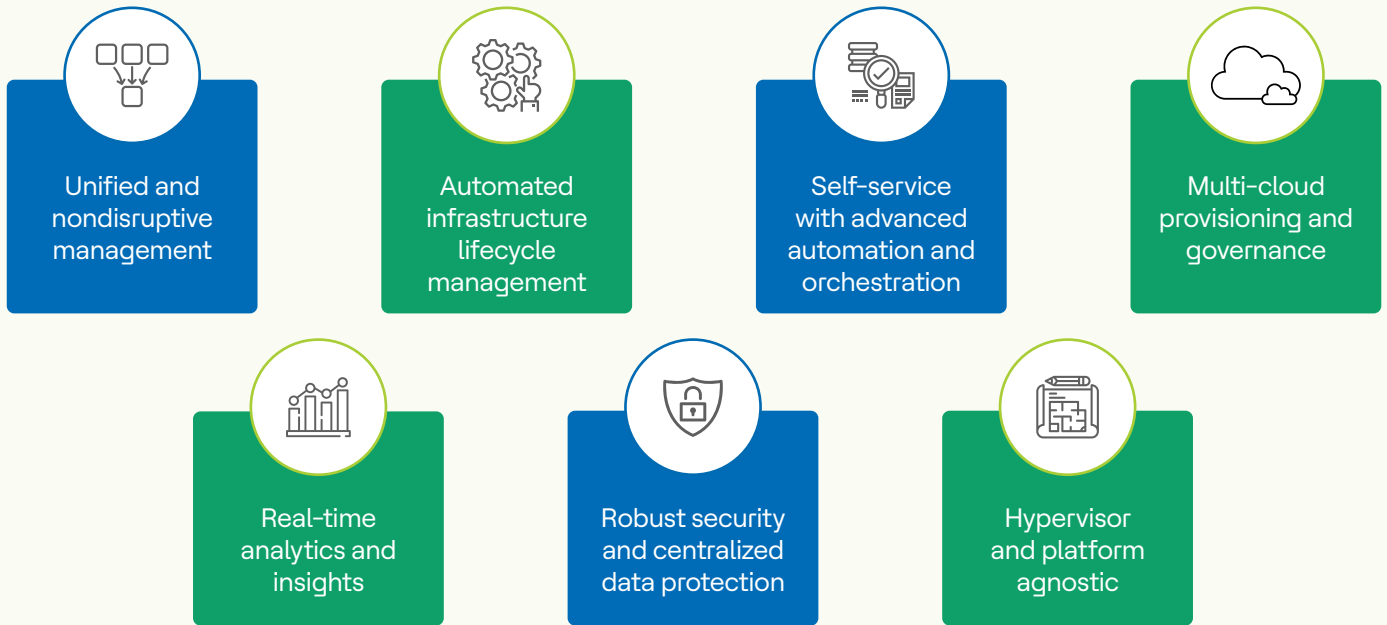 Unified and
nondisruptive
management
Automated
infrastructure
lifecycle
management
Self-service
with advanced
automation and
orchestration
Multi-cloud
provisioning and
governance
Real-time
analytics and
insights
Robust security
and centralized
data protection
Hypervisor
and platform
agnostic